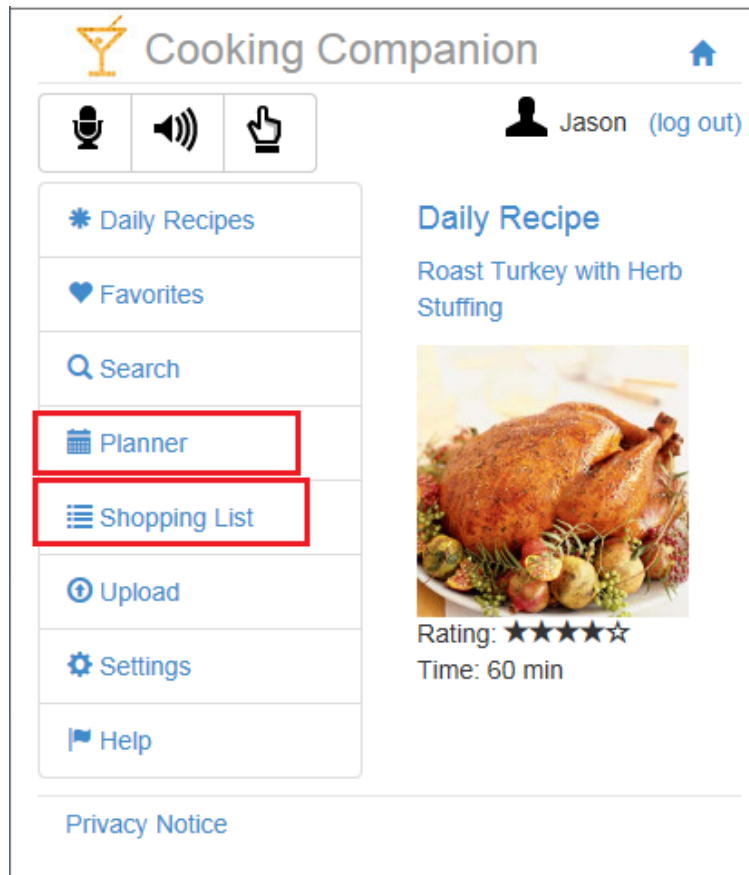 Cooking Companion
Jason (log out)
Daily Recipes
Favorites
Search
Planner
Shopping List
Upload
Settings
Help
Daily Recipe
Roast Turkey with Herb
Stuffing
Rating: ★★★★☆
Time: 60 min
Privacy Notice